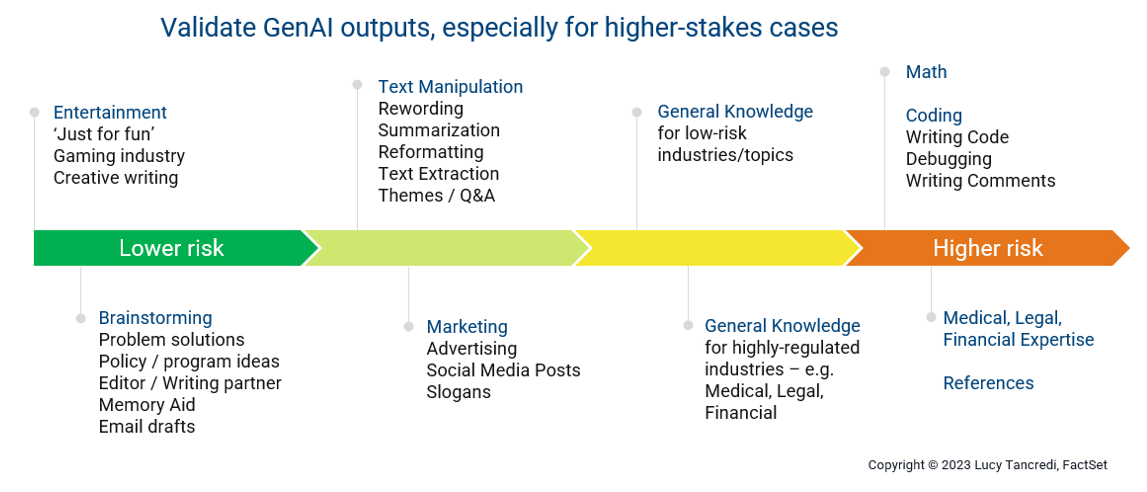 Validate GenAI outputs, especially for higher-stakes cases
Entertainment
‘Just for fun’
Gaming industry
Creative writing
Text Manipulation
Rewording
Summarization
Reformatting
Text Extraction
Themes / Q&A
General Knowledge
for low-risk
industries/topics
Math
Coding
Writing Code
Debugging
Writing Comments
Lower risk
Higher risk
Brainstorming
Problem solutions
Policy / program ideas
Editor / Writing partner
Memory Aid
Email drafts
Marketing
Advertising
Social Media Posts
Slogans
General Knowledge
for highly-regulated
industries – e.g.
Medical, Legal,
Financial
Medical, Legal,
Financial Expertise
References
Copyright © 2023 Lucy Tancredi, FactSet